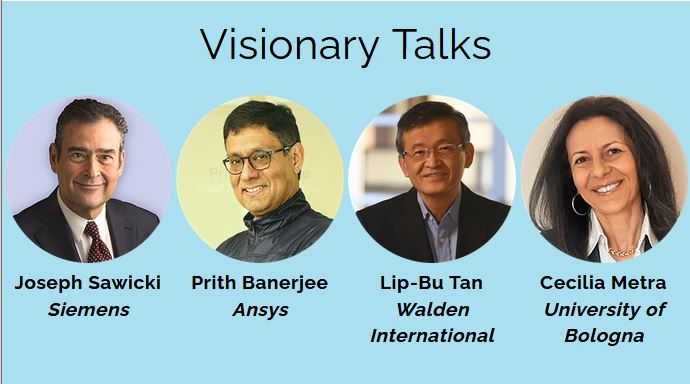 Visionary Talks
Joseph Sawicki
Siemens
Prith Banerjee
Ansys
Lip-Bu Tan
Walden
International
Cecilia Metra
University of
Bologna